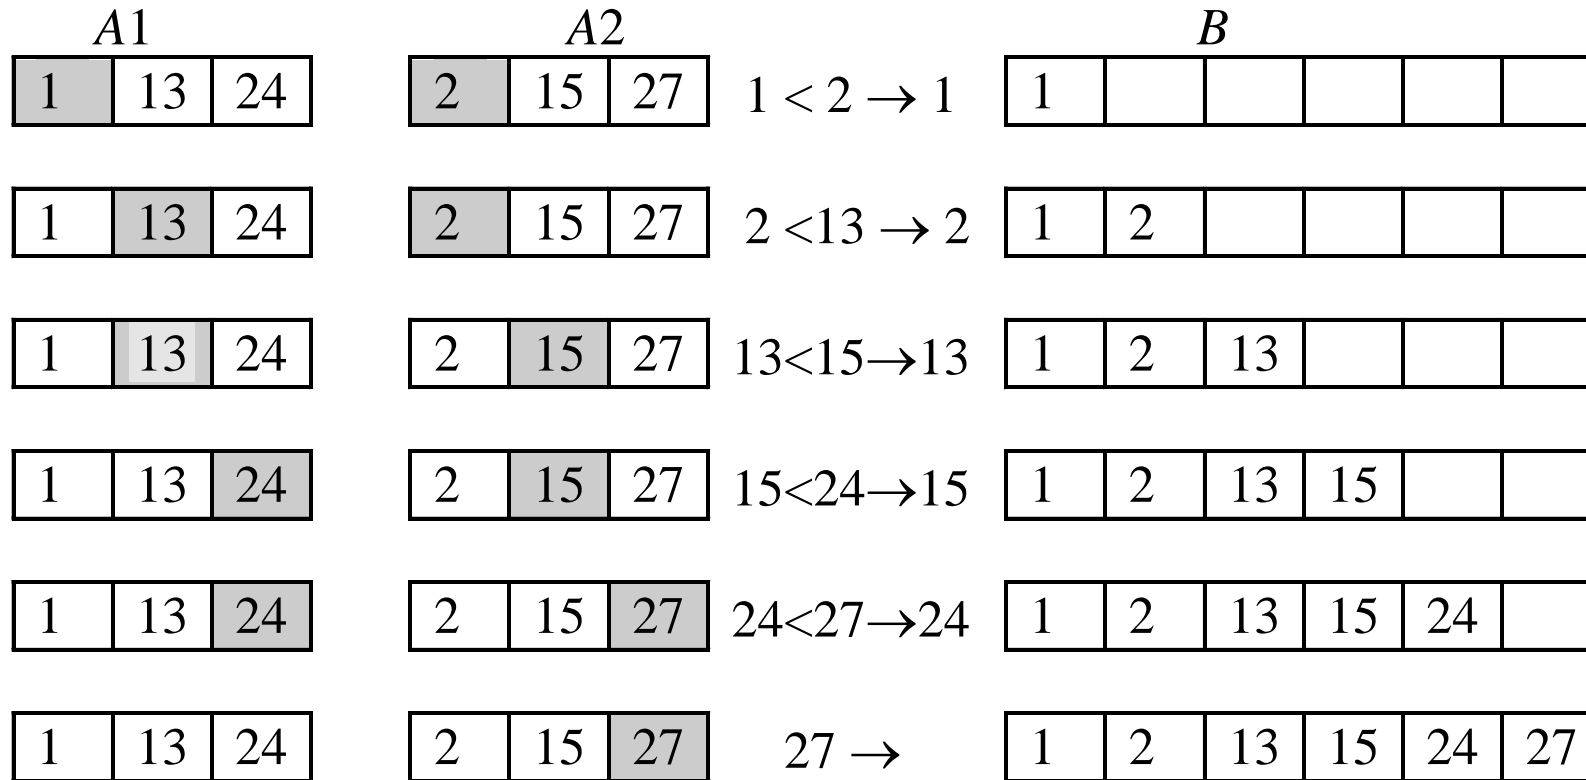 A1 A2 B
1 13 24 2 15 27 1 < 2 → 1 1
1 13 24 2 15 27 2 <13 → 2 1 2
1 13 24 2 15 27 13<15→13 1 2 13
1 13 24 2 15 27 15<24→15 1 2 13 15
1 13 24 2 15 27 24<27→24 1 2 13 15 24
1 13 24 2 15 27 27 → 1 2 13 15 24 27